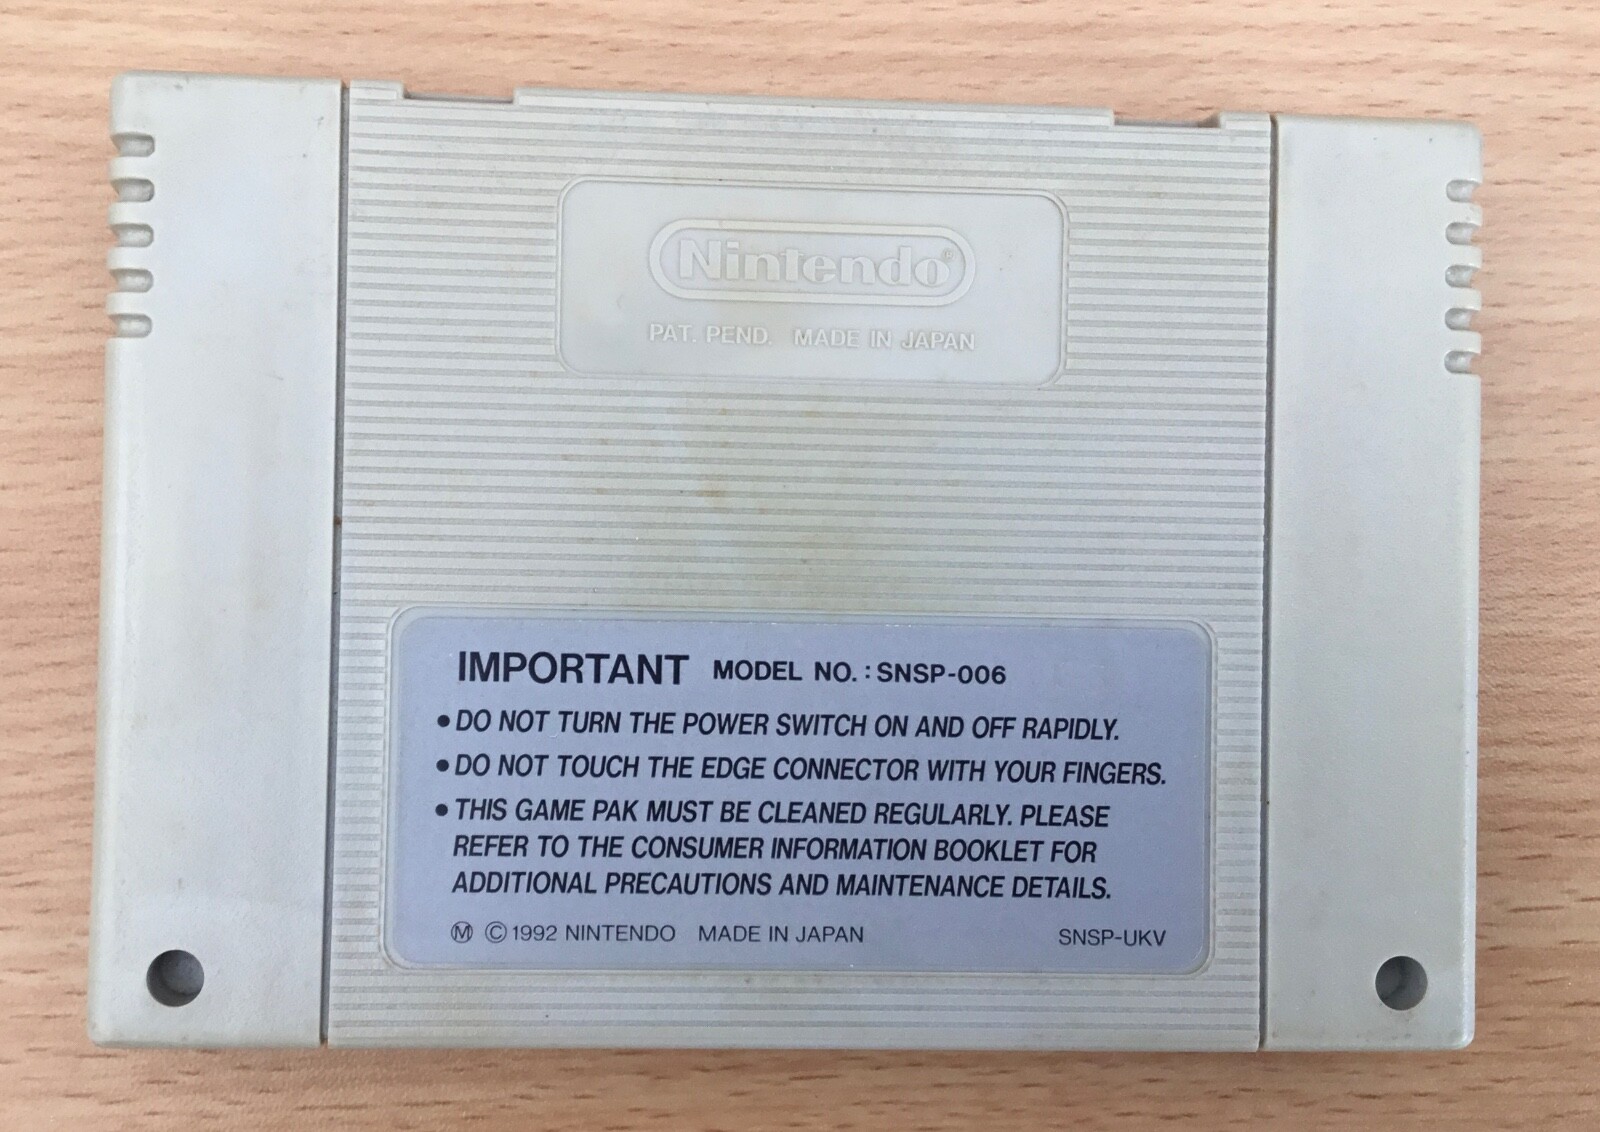 Nintendo®
PAT. PEND. MADE IN JAPAN
IMPORTANT MODEL NO.: SNSP-006
●DO NOT TURN THE POWER SWITCH ON AND OFF RAPIDLY.
●DO NOT TOUCH THE EDGE CONNECTOR WITH YOUR FINGERS.
●THIS GAME PAK MUST BE CLEANED REGULARLY. PLEASE
REFER TO THE CONSUMER INFORMATION BOOKLET FOR
ADDITIONAL PRECAUTIONS AND MAINTENANCE DETAILS.
Ⓜ ©1992 NINTENDO MADE IN JAPAN SNSP-UKV